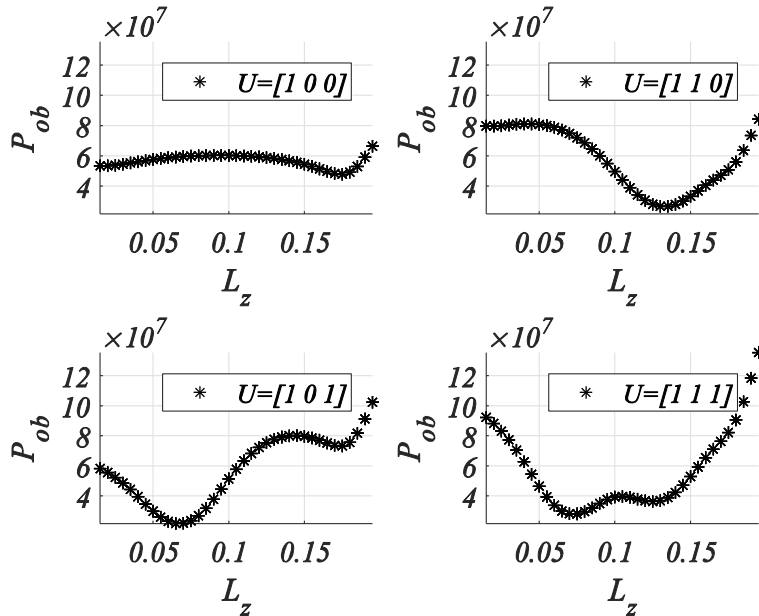 ×10^7
12
10
8
6
4
P_ob
U=[1 0 0]
0.05 0.1 0.15
L_z
×10^7
12
10
8
6
4
P_ob
U=[1 1 0]
0.05 0.1 0.15
L_z
×10^7
12
10
8
6
4
P_ob
U=[1 0 1]
0.05 0.1 0.15
L_z
×10^7
12
10
8
6
4
P_ob
U=[1 1 1]
0.05 0.1 0.15
L_z